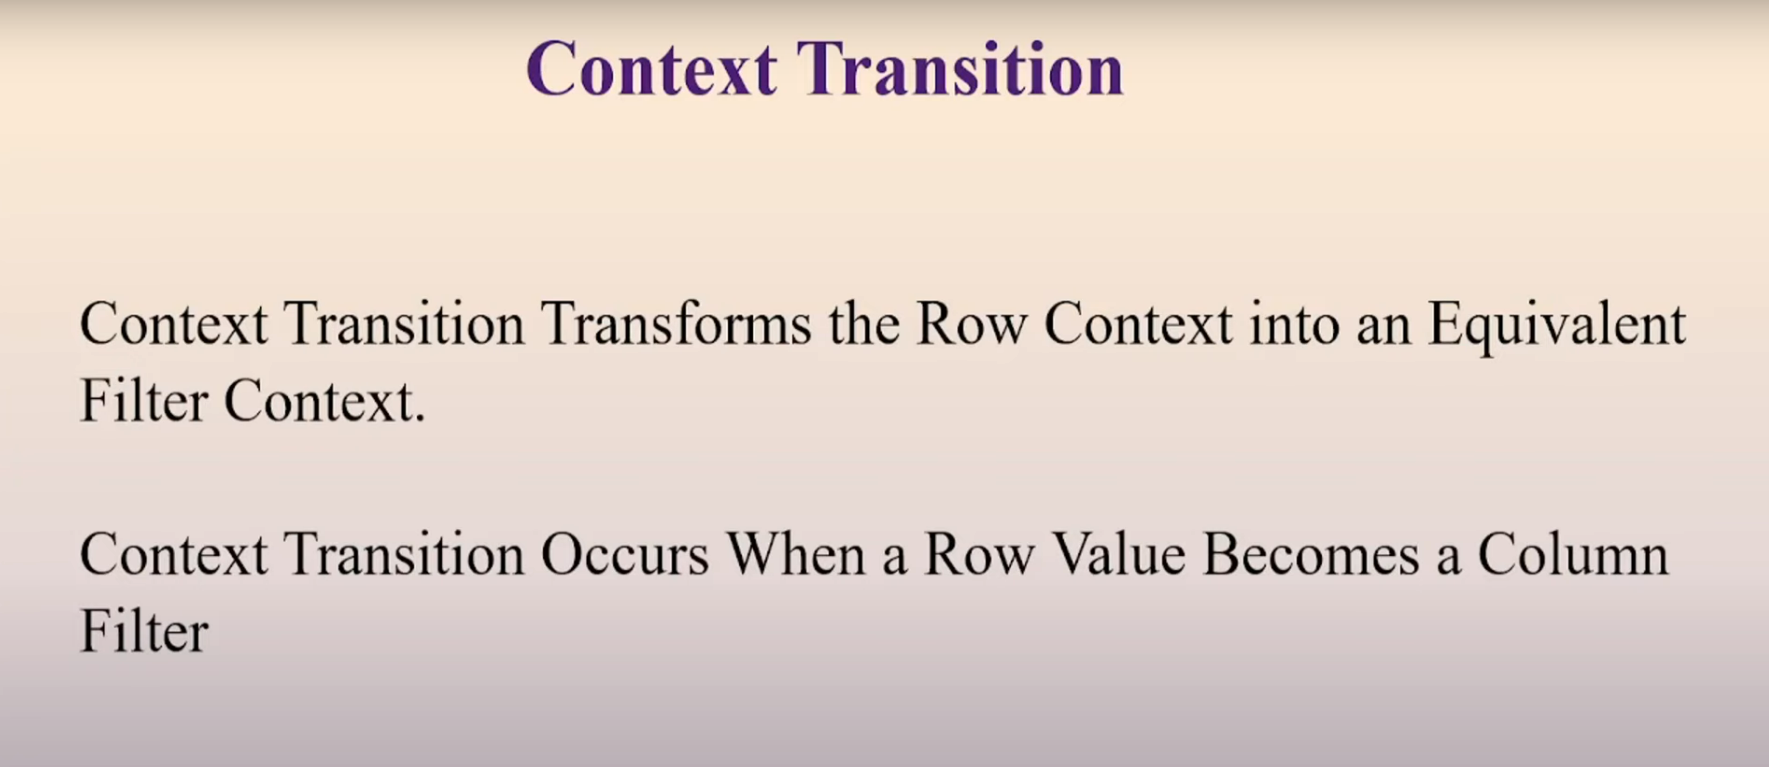 Context Transition
Context Transition Transforms the Row Context into an Equivalent
Filter Context.
Context Transition Occurs When a Row Value Becomes a Column
Filter